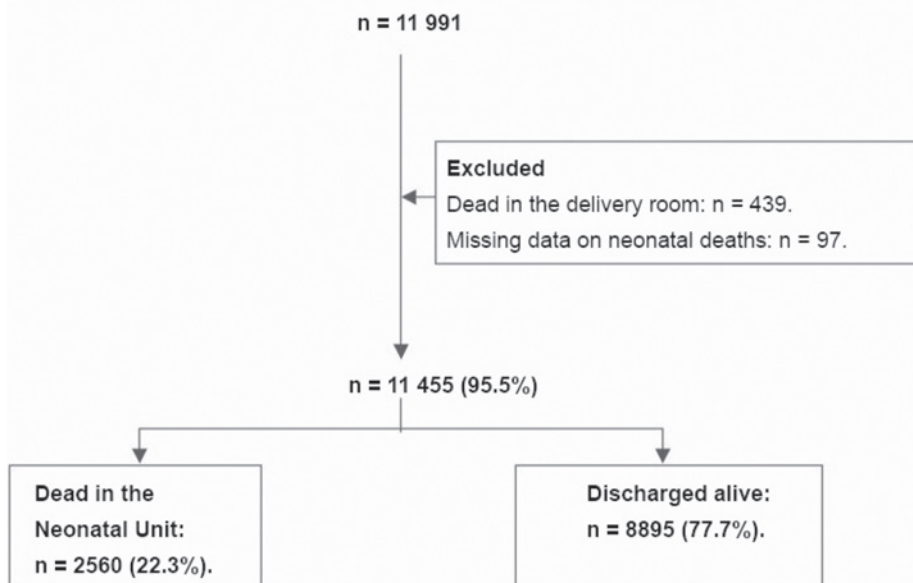 n = 11 991
Excluded
Dead in the delivery room: n = 439.
Missing data on neonatal deaths: n = 97.
n = 11 455 (95.5%)
Dead in the
Neonatal Unit:
n = 2560 (22.3%).
Discharged alive:
n = 8895 (77.7%).